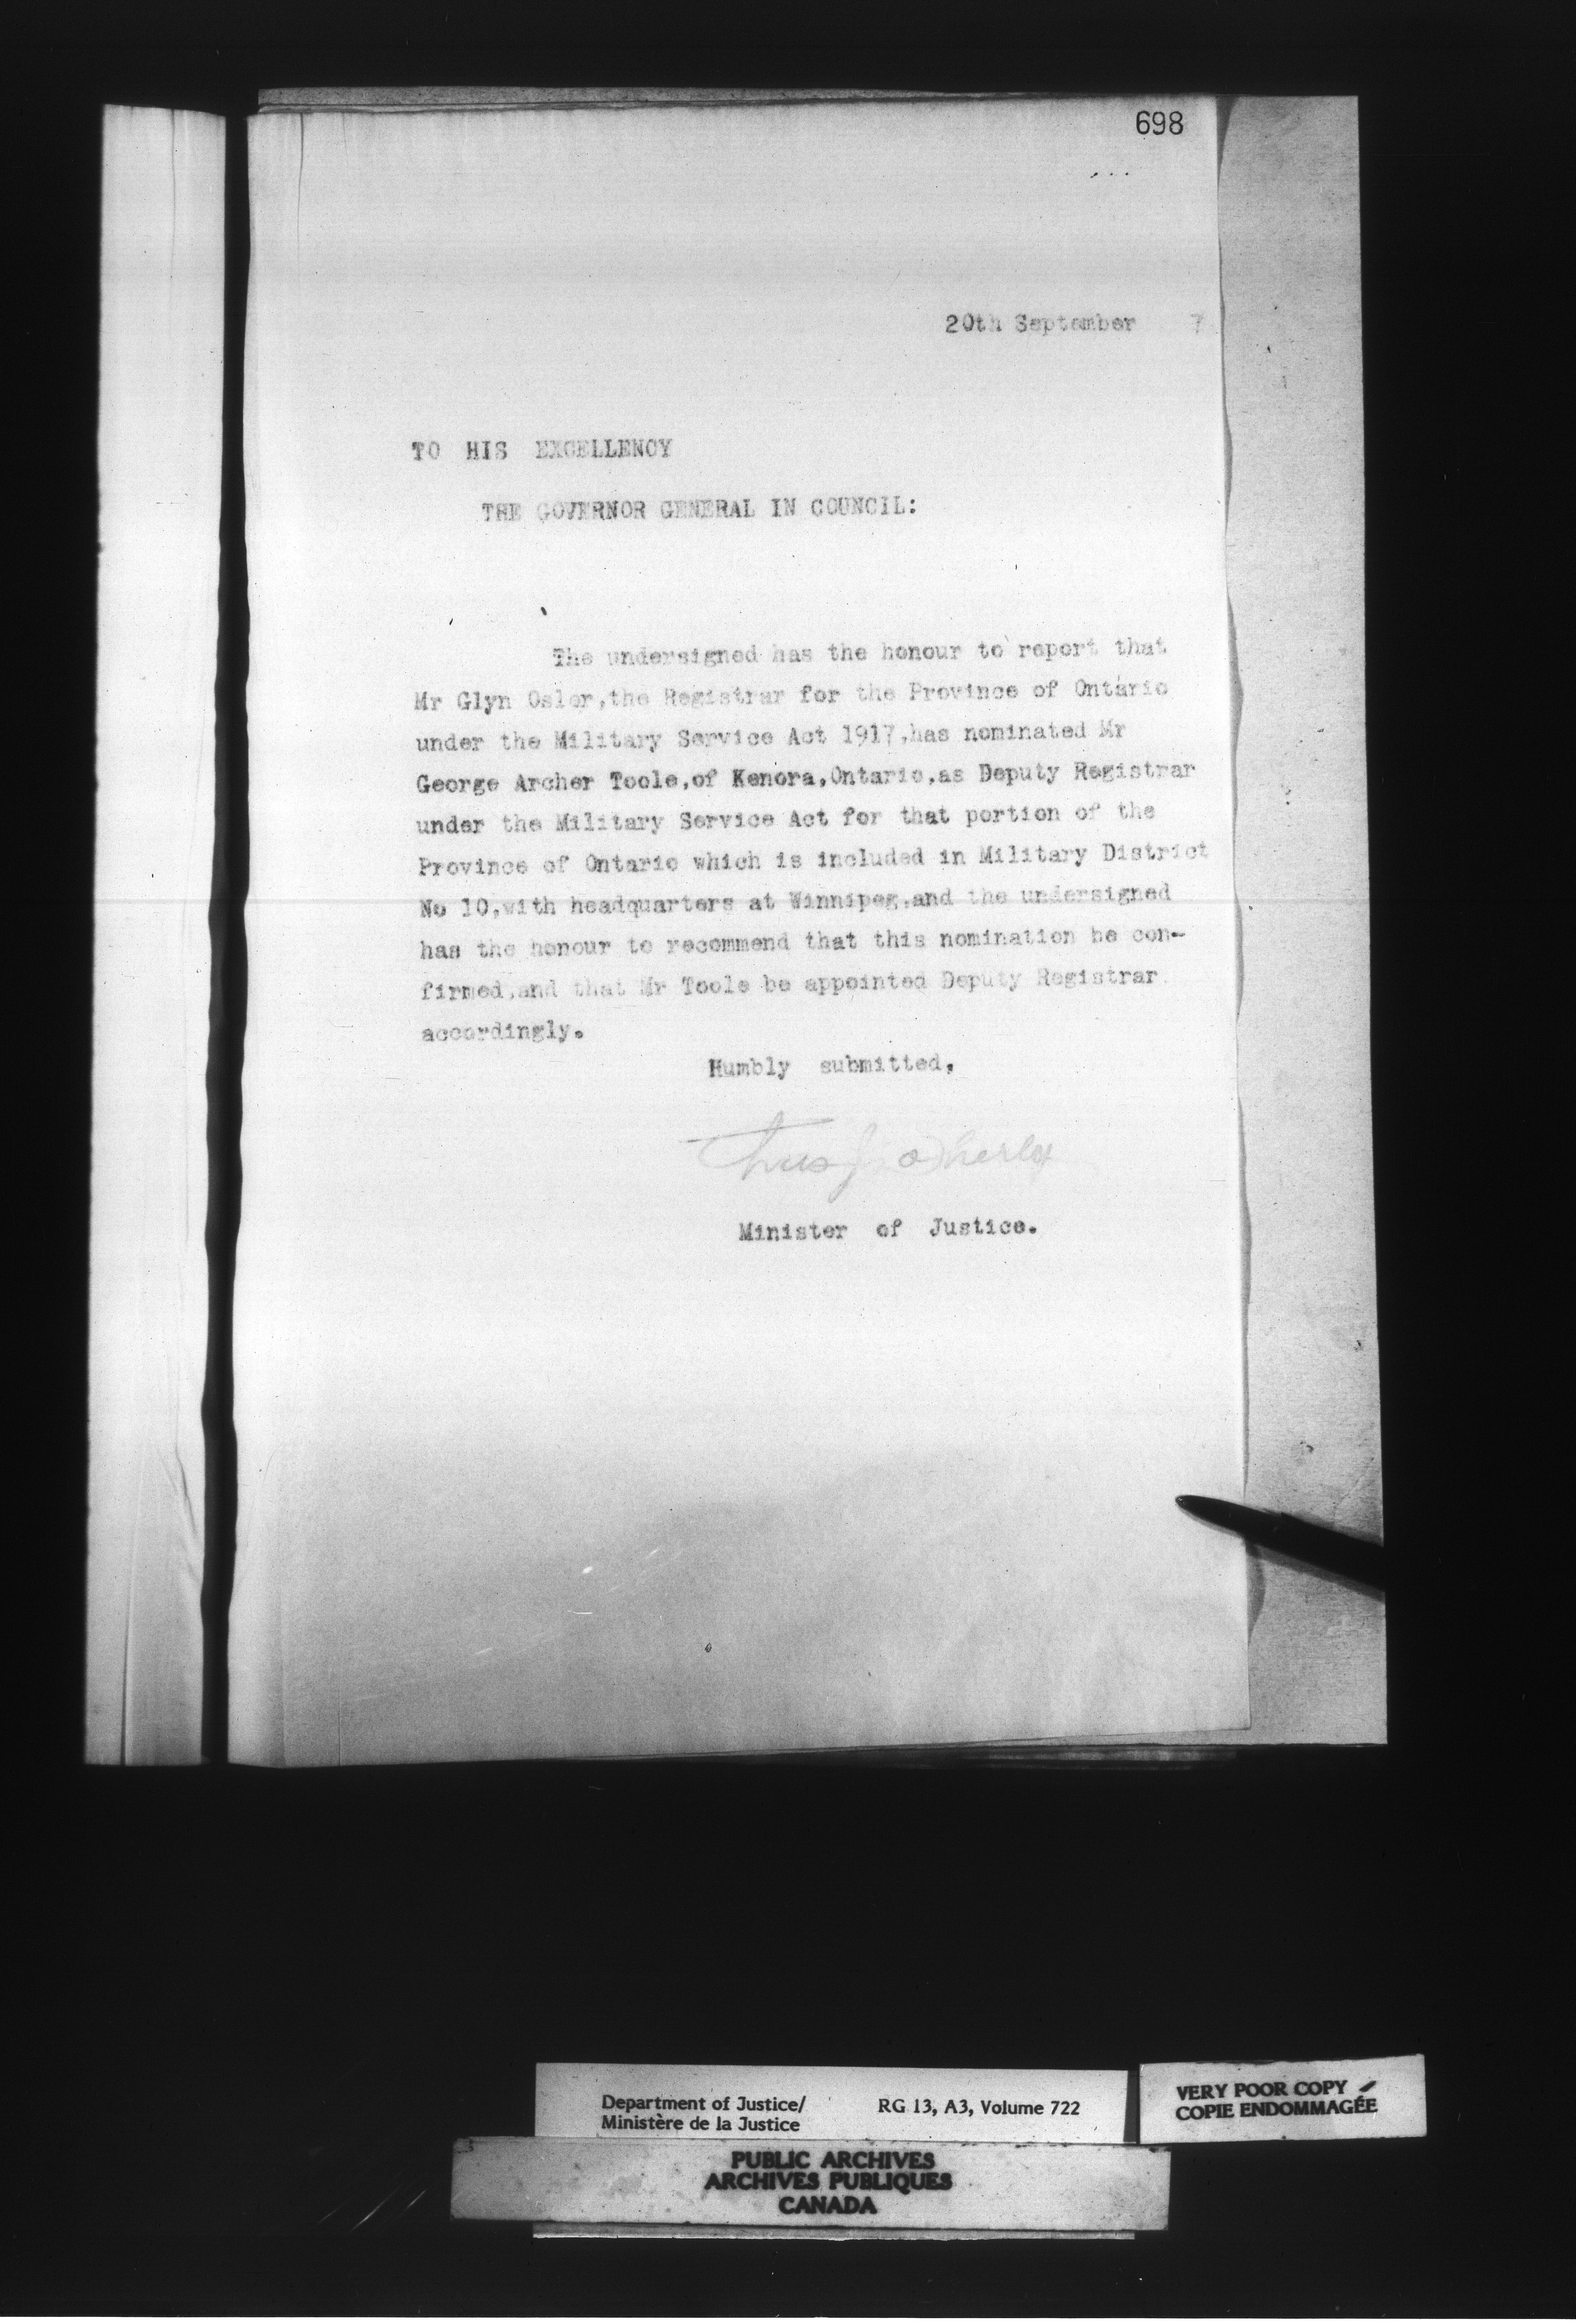 698
20th September 7
TO HIS EXCELLENCY
THE GOVERNOR GENERAL IN COUNCIL:
The undersigned has the honour to report that
Mr Glyn Osler,the Registrar for the Province of Ontario
under the Military Service Act 1917,has nominated Mr
George Archer Toole,of Kenora,Ontario,as Deputy Registrar
under the Military Service Act for that portion of the
Province of Ontario which is included in Military District
No 10,with headquarters at Winnipeg,and the undersigned
has the honour to recommend that this nomination be con-
firmed,and that Mr Toole be appointed Deputy Registrar
accordingly.
Humbly submitted,
Minister of Justice.
Department of Justice/ RG 13, A3, Volume 722
Ministère de la Justice
VERY POOR COPY
COPIE ENDOMMAGÉE
PUBLIC ARCHIVES
ARCHIVES PUBLIQUES
CANADA